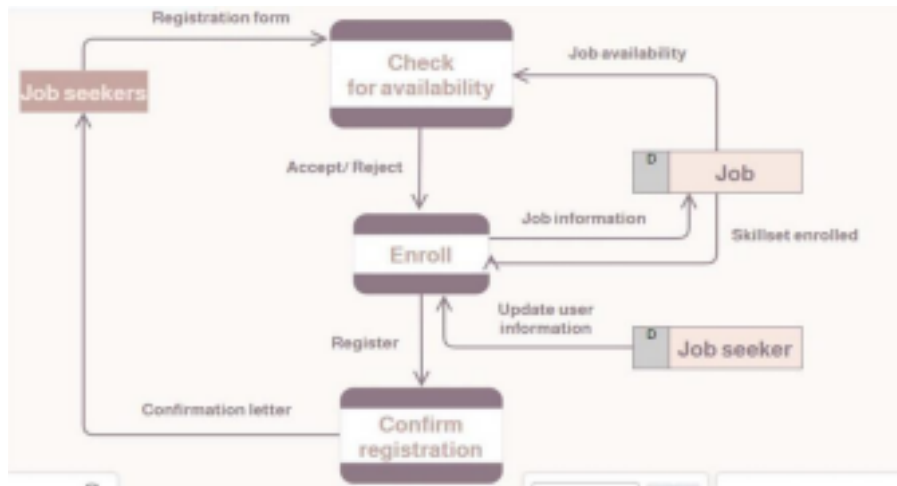 Registration form
Check
for availability
Job availability
Job seekers
D
Job
Accept/ Reject
Job information
Skillset enrolled
Enroll
Update user
information
D
Job seeker
Register
Confirmation letter
Confirm
registration